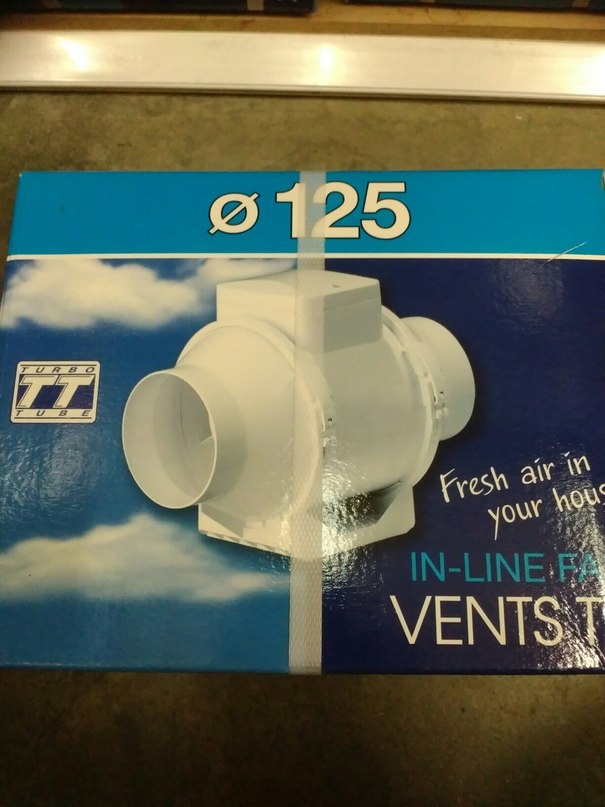 Ø 125
TURBO
TT
TUBE
Fresh air in
your hous
IN-LINE FA
VENTS T